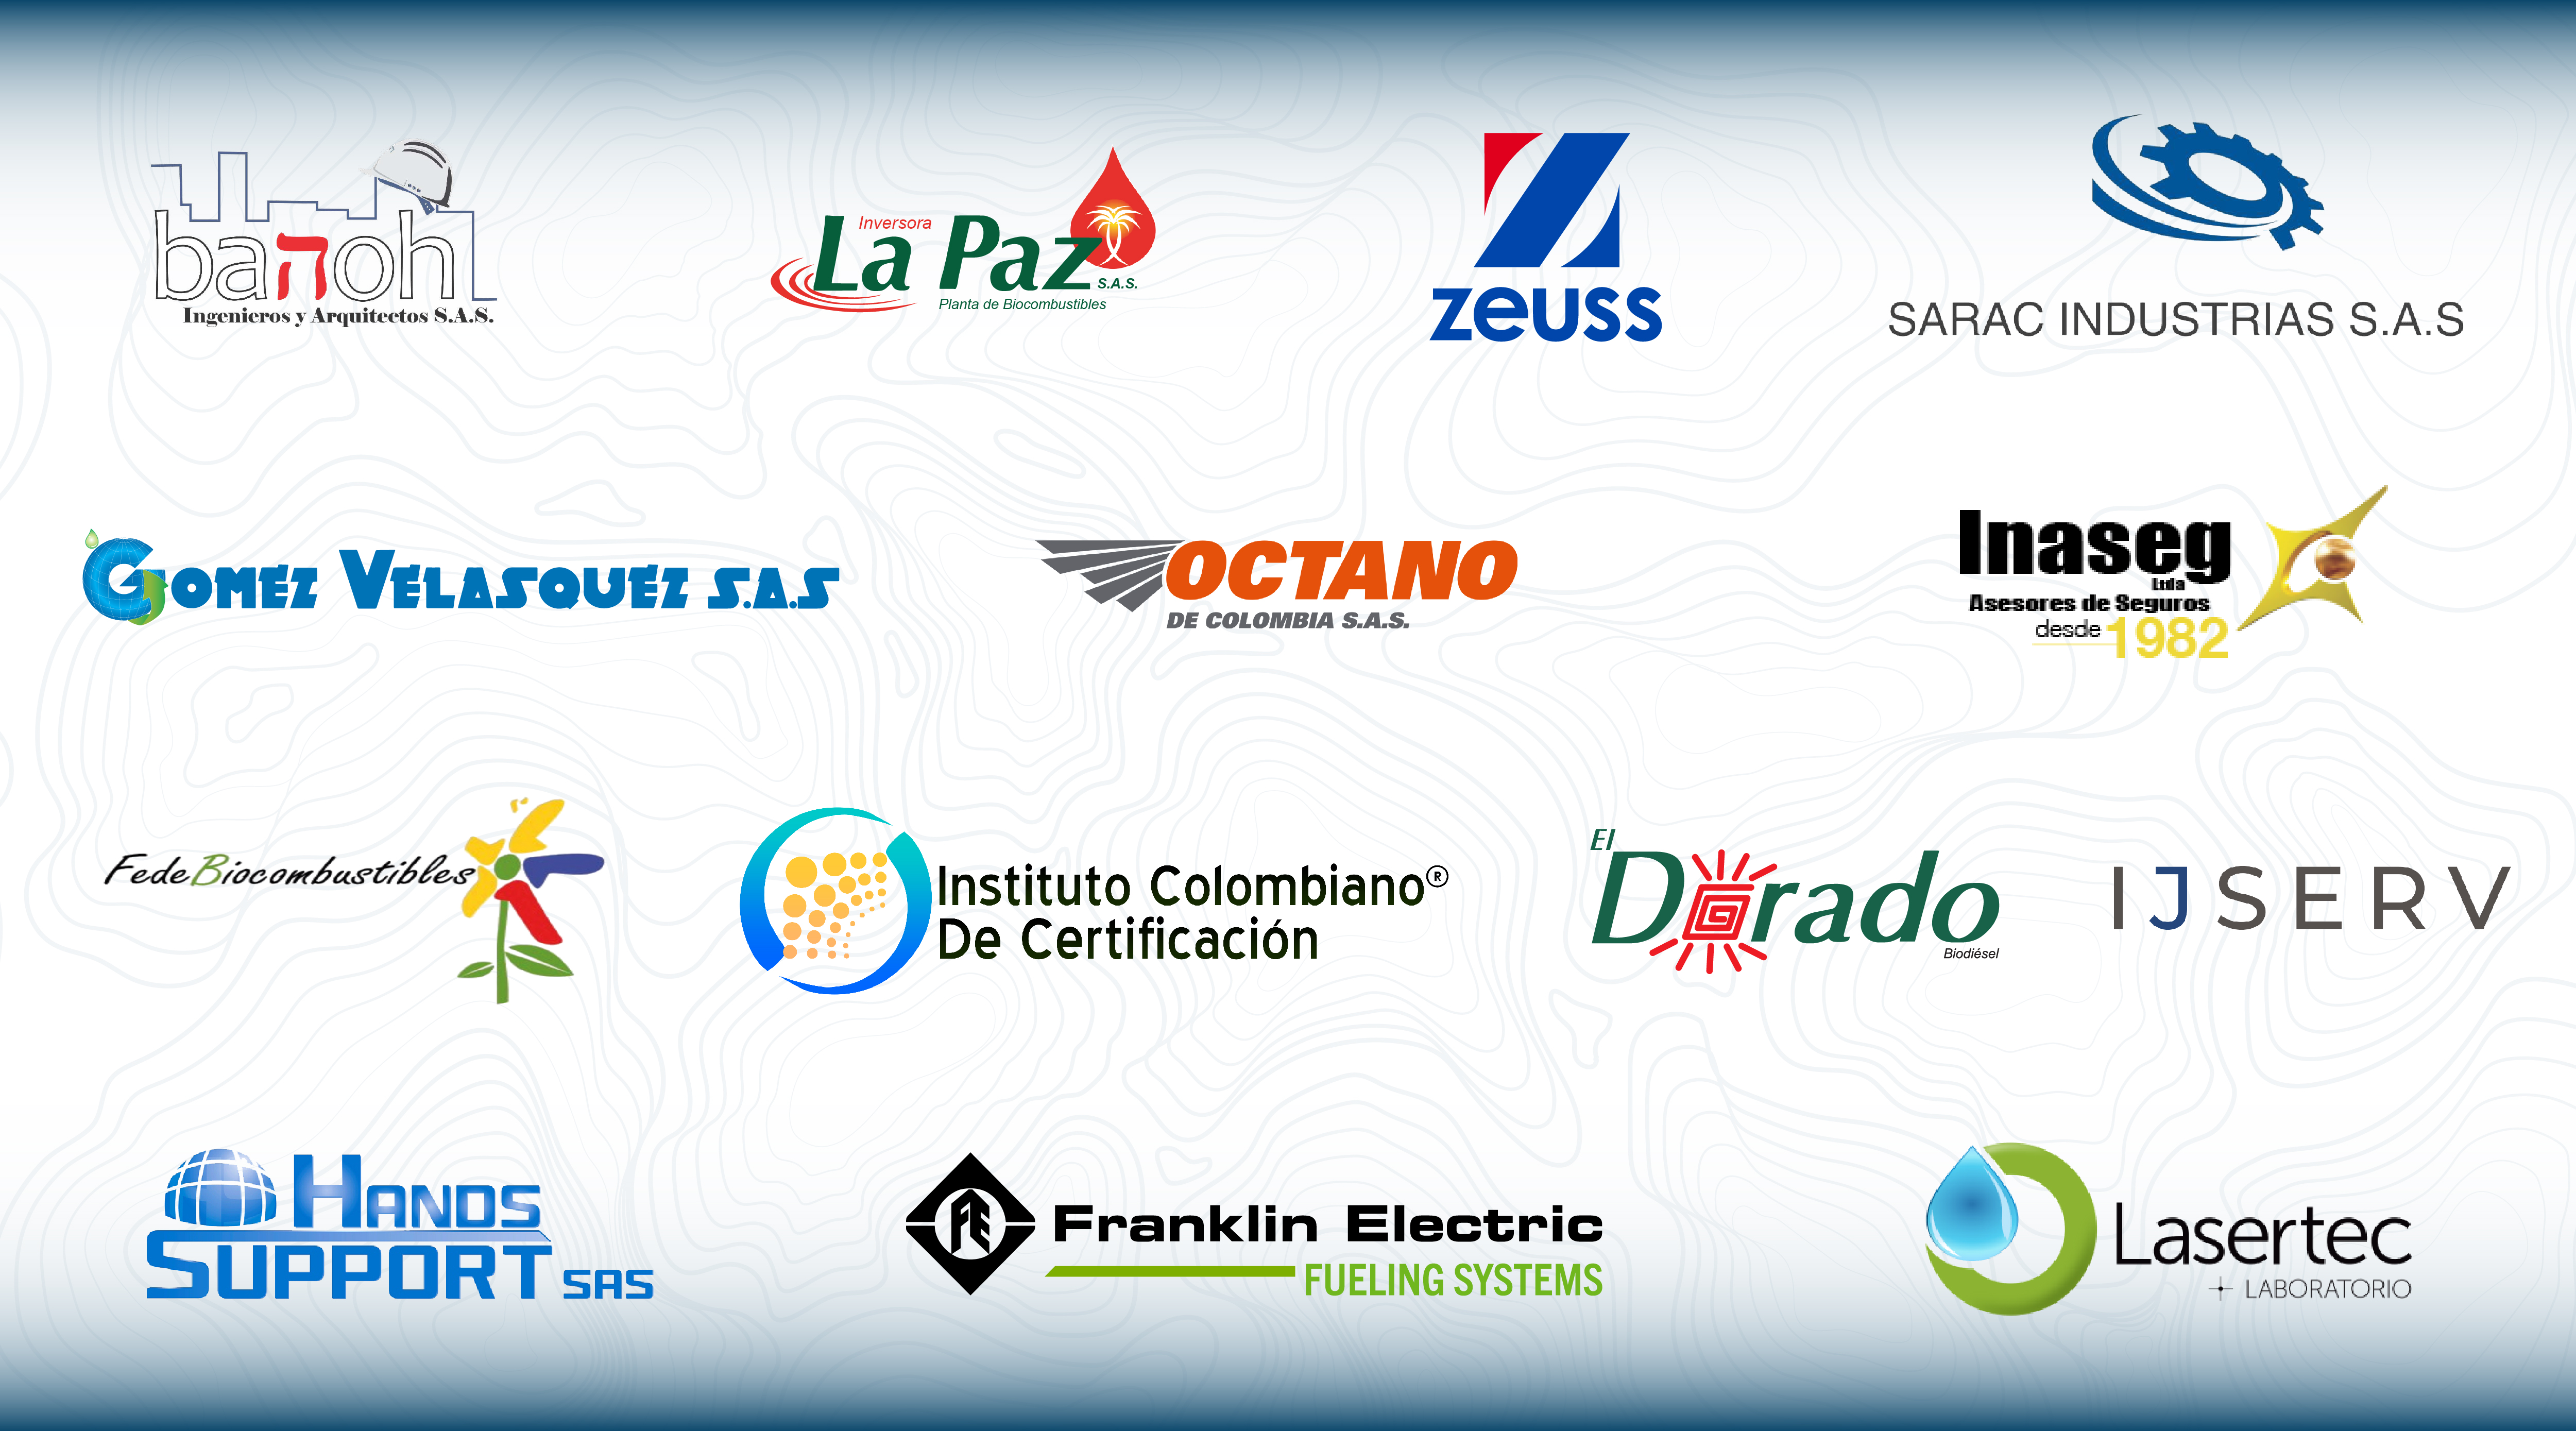 baπoh
Ingenieros y Arquitectos S.A.S.
Inversora
La Paz
S.A.S.
Planta de Biocombustibles
zeuss
SARAC INDUSTRIAS S.A.S
GOMEZ VELASQUEZ S.A.S
OCTANO
DE COLOMBIA S.A.S.
Inaseg
Ltda
Asesores de Seguros
desde 1982
FedeBiocombustibles
Instituto Colombiano®
De Certificación
El
Dorado
Biodiésel
IJSERV
HANDS
SUPPORT SAS
FE
Franklin Electric
FUELING SYSTEMS
Lasertec
LABORATORIO